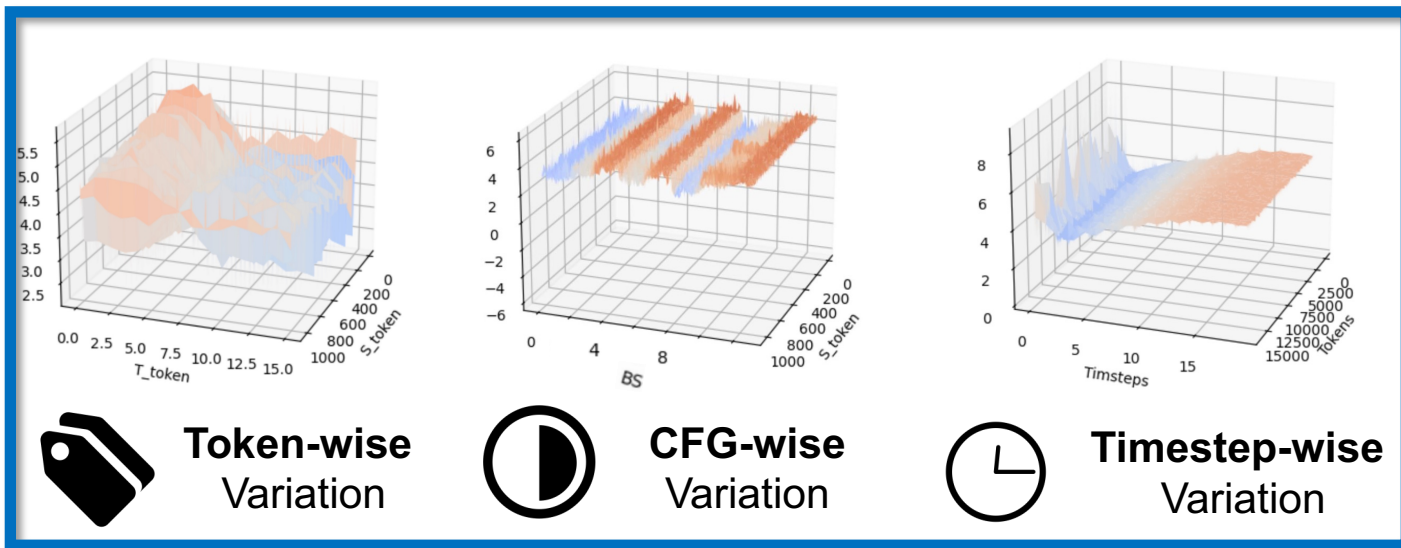 5.5
5.0
4.5
4.0
3.5
3.0
2.5
0.0 2.5 5.0 7.5 10.0 12.5 15.0
T_token
0
200
400
600
800
1000
S_token
6
4
2
0
−2
−4
−6
0 4 8
BS
0
200
400
600
800
1000
S_token
8
6
4
2
0
0 5 10 15
Timsteps
0
2500
5000
7500
10000
12500
15000
Tokens
Token-wise
Variation
CFG-wise
Variation
Timestep-wise
Variation